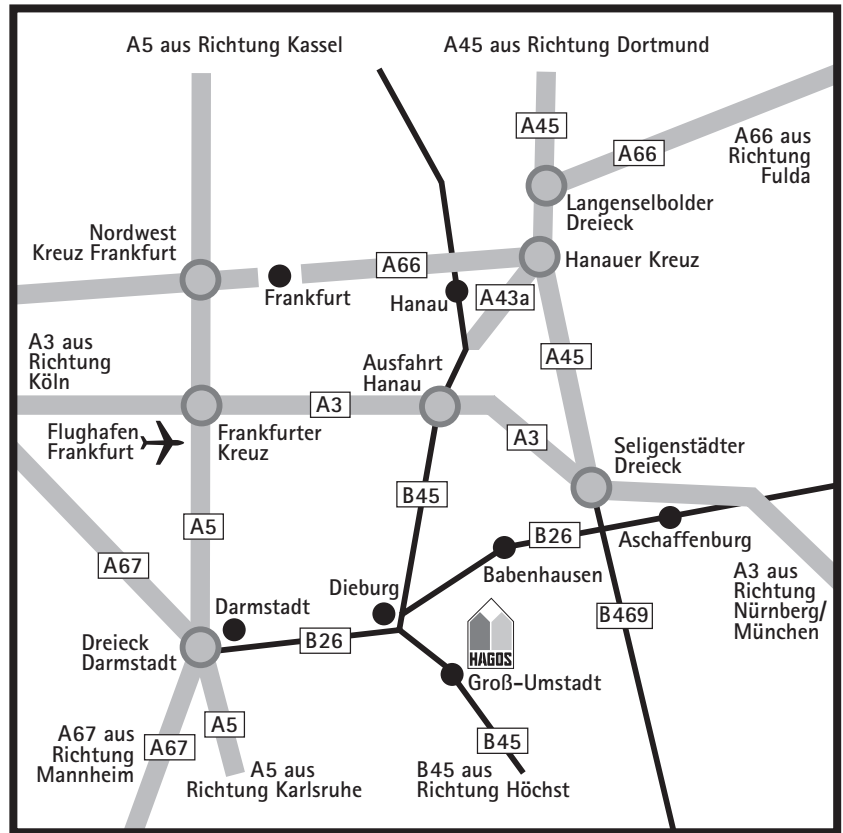 A5 aus Richtung Kassel
A45 aus Richtung Dortmund
A45
A66
A66 aus
Richtung
Fulda
Langenselbolder
Dreieck
Nordwest
Kreuz Frankfurt
A66
Hanauer Kreuz
Frankfurt
Hanau
A43a
A3 aus
Richtung
Köln
Ausfahrt
Hanau
A45
A3
Flughafen
Frankfurt
Frankfurter
Kreuz
A3
Seligenstädter
Dreieck
B45
A5
B26
Aschaffenburg
A67
Babenhausen
Dieburg
A3 aus
Richtung
Nürnberg/
München
Darmstadt
B469
Dreieck
Darmstadt
B26
HAGOS
Groß-Umstadt
A5
A67 aus
Richtung
Mannheim
A67
B45
A5 aus
Richtung Karlsruhe
B45 aus
Richtung Höchst